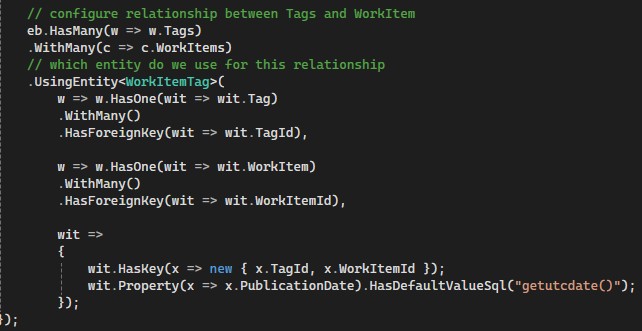 // configure relationship between Tags and WorkItem
eb.HasMany(w => w.Tags)
.WithMany(c => c.WorkItems)
// which entity do we use for this relationship
.UsingEntity<WorkItemTag>(
w => w.HasOne(wit => wit.Tag)
.WithMany()
.HasForeignKey(wit => wit.TagId),
w => w.HasOne(wit => wit.WorkItem)
.WithMany()
.HasForeignKey(wit => wit.WorkItemId),
wit =>
{
wit.HasKey(x => new { x.TagId, x.WorkItemId });
wit.Property(x => x.PublicationDate).HasDefaultValueSql("getutcdate()");
});
});